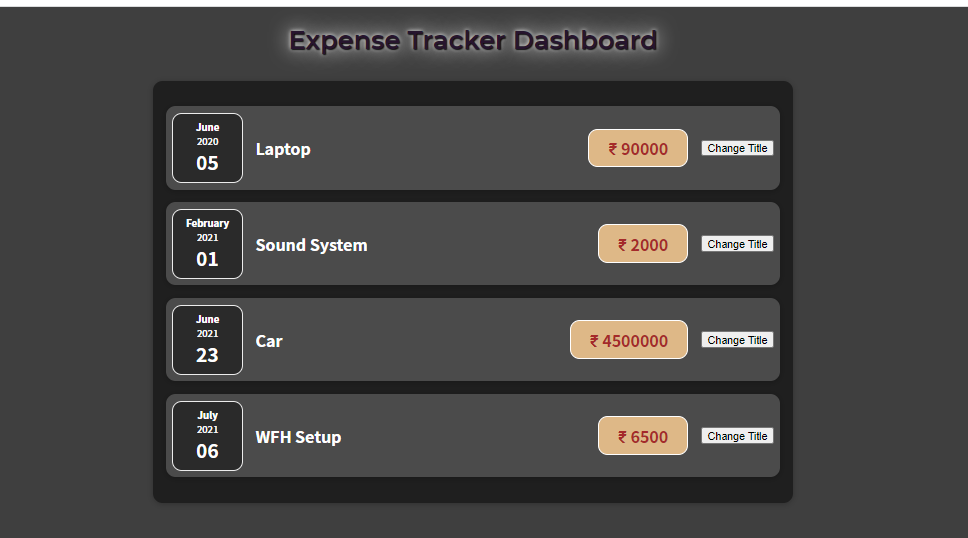 Expense Tracker Dashboard
June
2020
05
Laptop
₹ 90000
Change Title
February
2021
01
Sound System
₹ 2000
Change Title
June
2021
23
Car
₹ 4500000
Change Title
July
2021
06
WFH Setup
₹ 6500
Change Title